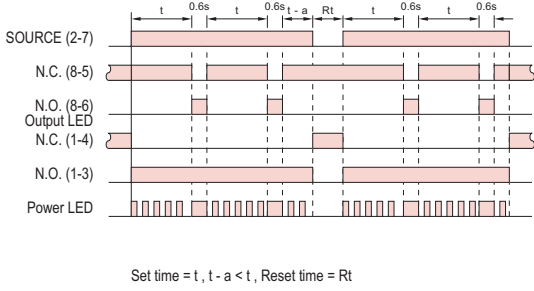 t 0.6s t 0.6s t - a Rt t 0.6s t 0.6s
SOURCE (2-7)
N.C. (8-5)
N.O. (8-6)
Output LED
N.C. (1-4)
N.O. (1-3)
Power LED
Set time = t , t - a < t , Reset time = Rt